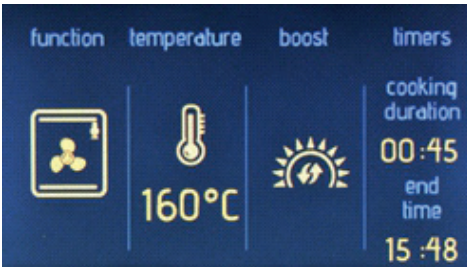 function temperature boost timers
cooking
duration
00:45
160°C
end
time
15:48